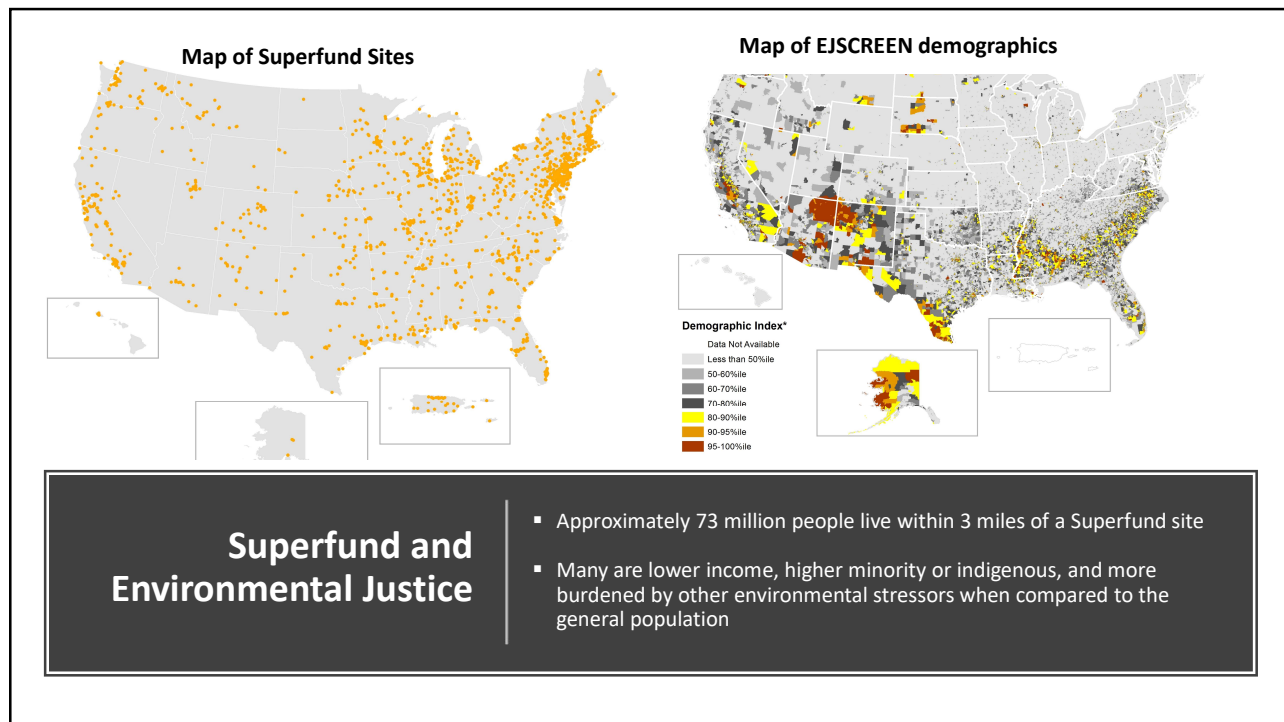 Map of Superfund Sites
Map of EJSCREEN demographics
Demographic Index*
Data Not Available
Less than 50%ile
50-60%ile
60-70%ile
70-80%ile
80-90%ile
90-95%ile
95-100%ile
Superfund and
Environmental Justice
▪ Approximately 73 million people live within 3 miles of a Superfund site
▪ Many are lower income, higher minority or indigenous, and more
burdened by other environmental stressors when compared to the
general population